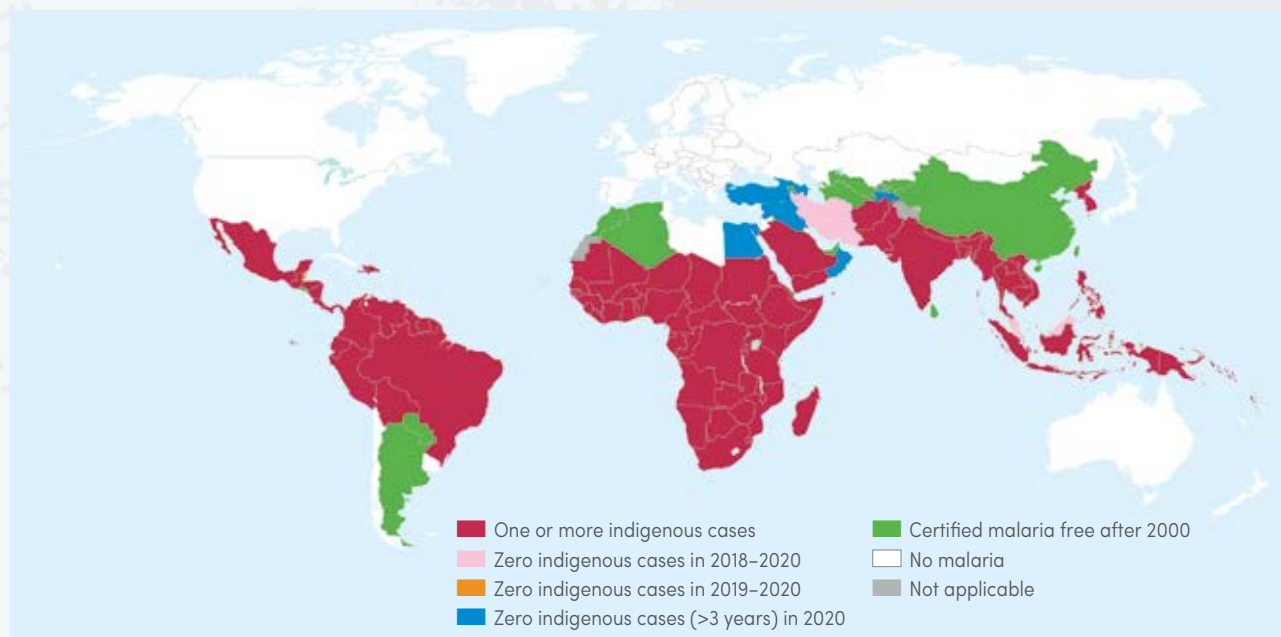 One or more indigenous cases
Zero indigenous cases in 2018–2020
Zero indigenous cases in 2019–2020
Zero indigenous cases (>3 years) in 2020
Certified malaria free after 2000
No malaria
Not applicable